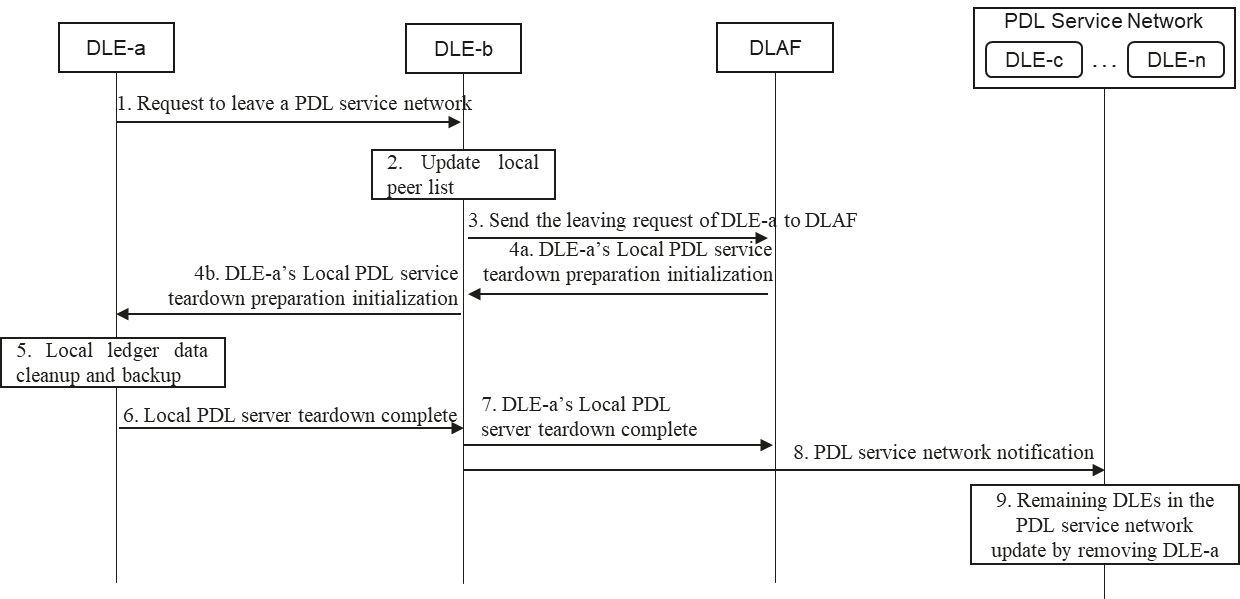 PDL Service Network
DLE-a
DLE-b
DLAF
DLE-c ... DLE-n
1. Request to leave a PDL service network
2. Update local
peer list
3. Send the leaving request of DLE-a to DLAF
4a. DLE-a's Local PDL service
teardown preparation initialization
4b. DLE-a's Local PDL service
teardown preparation initialization
5. Local ledger data
cleanup and backup
6. Local PDL server teardown complete
7. DLE-a's Local PDL
server teardown complete
8. PDL service network notification
9. Remaining DLEs in the
PDL service network
update by removing DLE-a